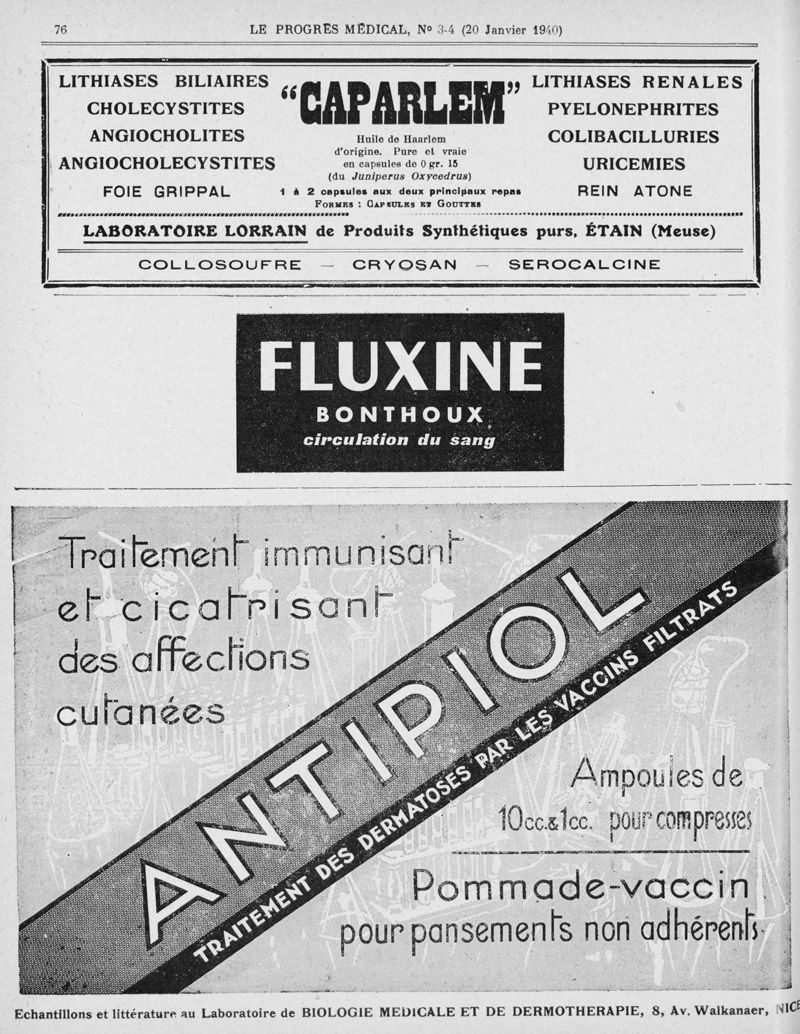 76
LE PROGRÈS MÉDICAL, No 3-4 (20 Janvier 1940)
LITHIASES BILIAIRES
CHOLECYSTITES
ANGIOCHOLITES
ANGIOCHOLECYSTITES
FOIE GRIPPAL
"CAPARLEM"
Huile de Haarlem
d'origine. Pure et vraie
en capsules de 0 gr. 15
(du Juniperus Oxycedrus)
1 à 2 capsules aux deux principaux repas
FORMES : CAPSULES ET GOUTTES
LITHIASES RENALES
PYELONEPHRITES
COLIBACILLURIES
URICEMIES
REIN ATONE
LABORATOIRE LORRAIN de Produits Synthétiques purs, ÉTAIN (Meuse)
COLLOSOUFRE — CRYOSAN — SEROCALCINE
FLUXINE
BONTHOUX
circulation du sang
Traitement immunisant
et cicatrisant
des affections
cutanées
ANTIPIOL
TRAITEMENT DES DERMATOSES PAR LES VACCINS FILTRATS
Ampoules de
10cc.&1cc. pour compresses
Pommade-vaccin
pour pansements non adhérents
Echantillons et littérature au Laboratoire de BIOLOGIE MEDICALE ET DE DERMOTHERAPIE, 8, Av. Walkanaer, NICE